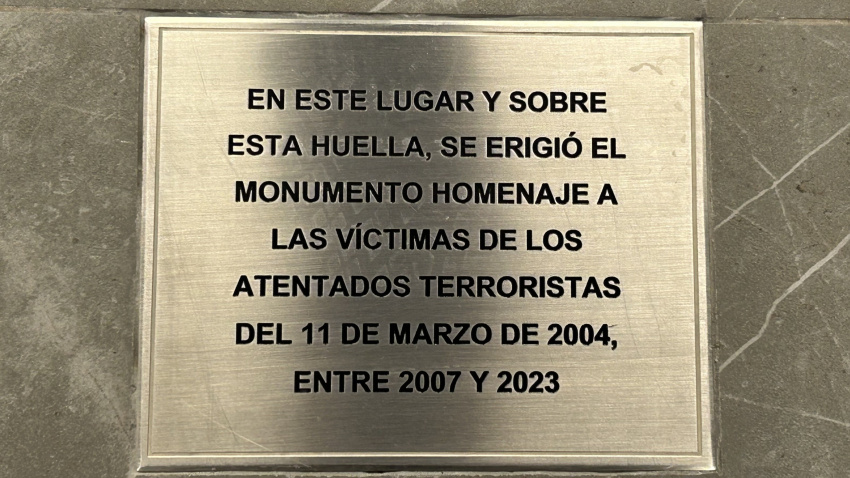 EN ESTE LUGAR Y SOBRE
ESTA HUELLA, SE ERIGIÓ EL
MONUMENTO HOMENAJE A
LAS VÍCTIMAS DE LOS
ATENTADOS TERRORISTAS
DEL 11 DE MARZO DE 2004,
ENTRE 2007 Y 2023